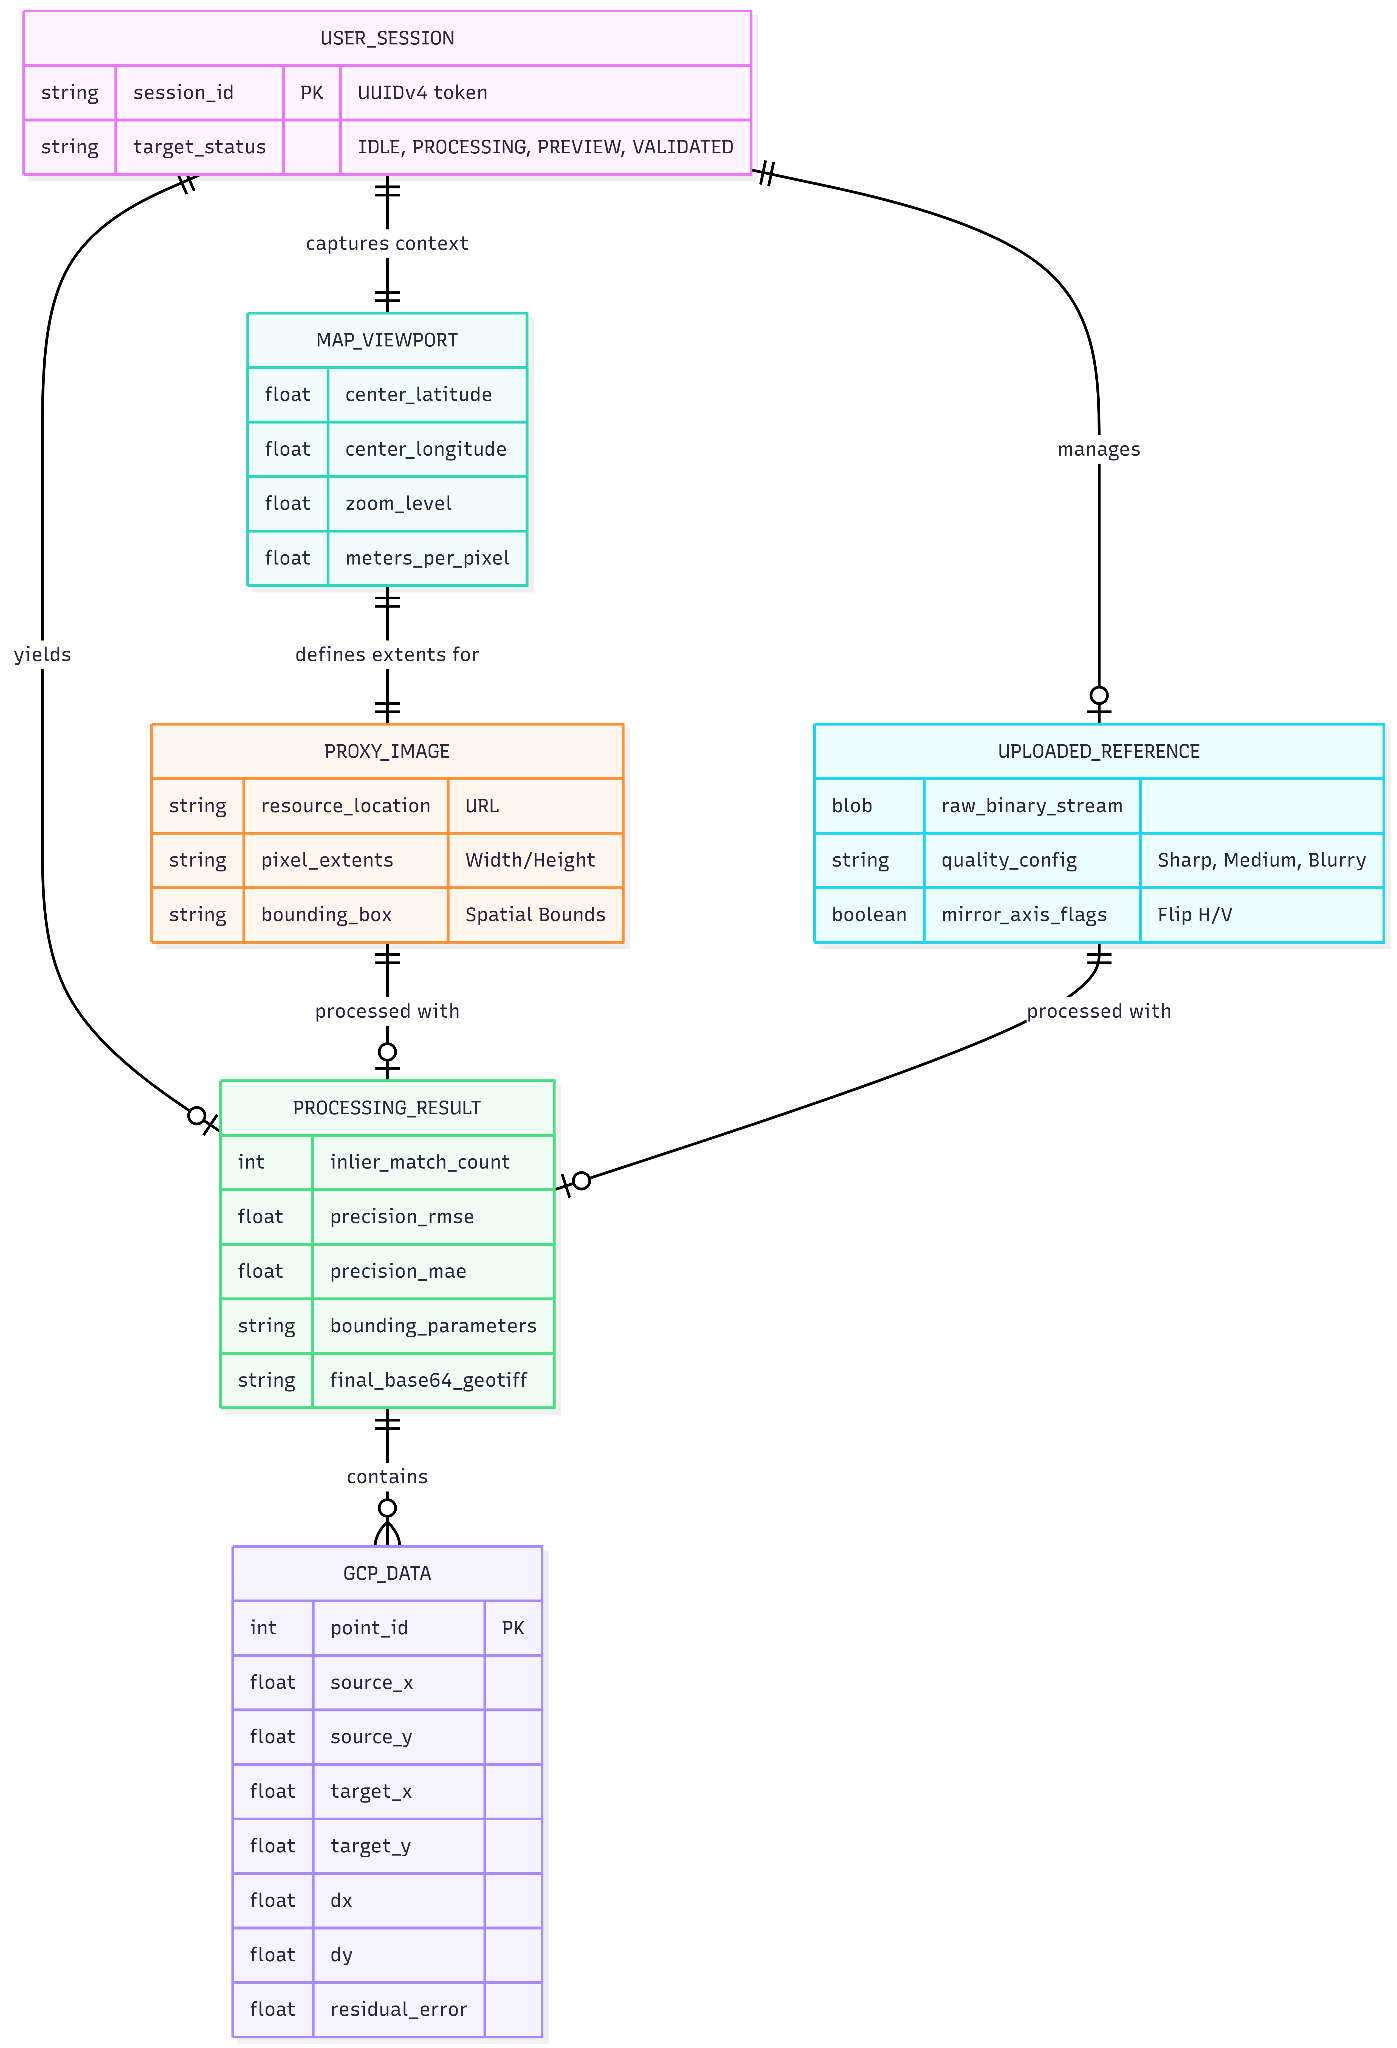 USER_SESSION
string session_id PK UUIDv4 token
string target_status IDLE, PROCESSING, PREVIEW, VALIDATED
captures context
MAP_VIEWPORT
float center_latitude
float center_longitude
manages
float zoom_level
float meters_per_pixel
yields
defines extents for
PROXY_IMAGE
string resource_location URL
string pixel_extents Width/Height
string bounding_box Spatial Bounds
UPLOADED_REFERENCE
blob raw_binary_stream
string quality_config Sharp, Medium, Blurry
boolean mirror_axis_flags Flip H/V
processed with
processed with
PROCESSING_RESULT
int inlier_match_count
float precision_rmse
float precision_mae
string bounding_parameters
string final_base64_geotiff
contains
GCP_DATA
int point_id PK
float source_x
float source_y
float target_x
float target_y
float dx
float dy
float residual_error